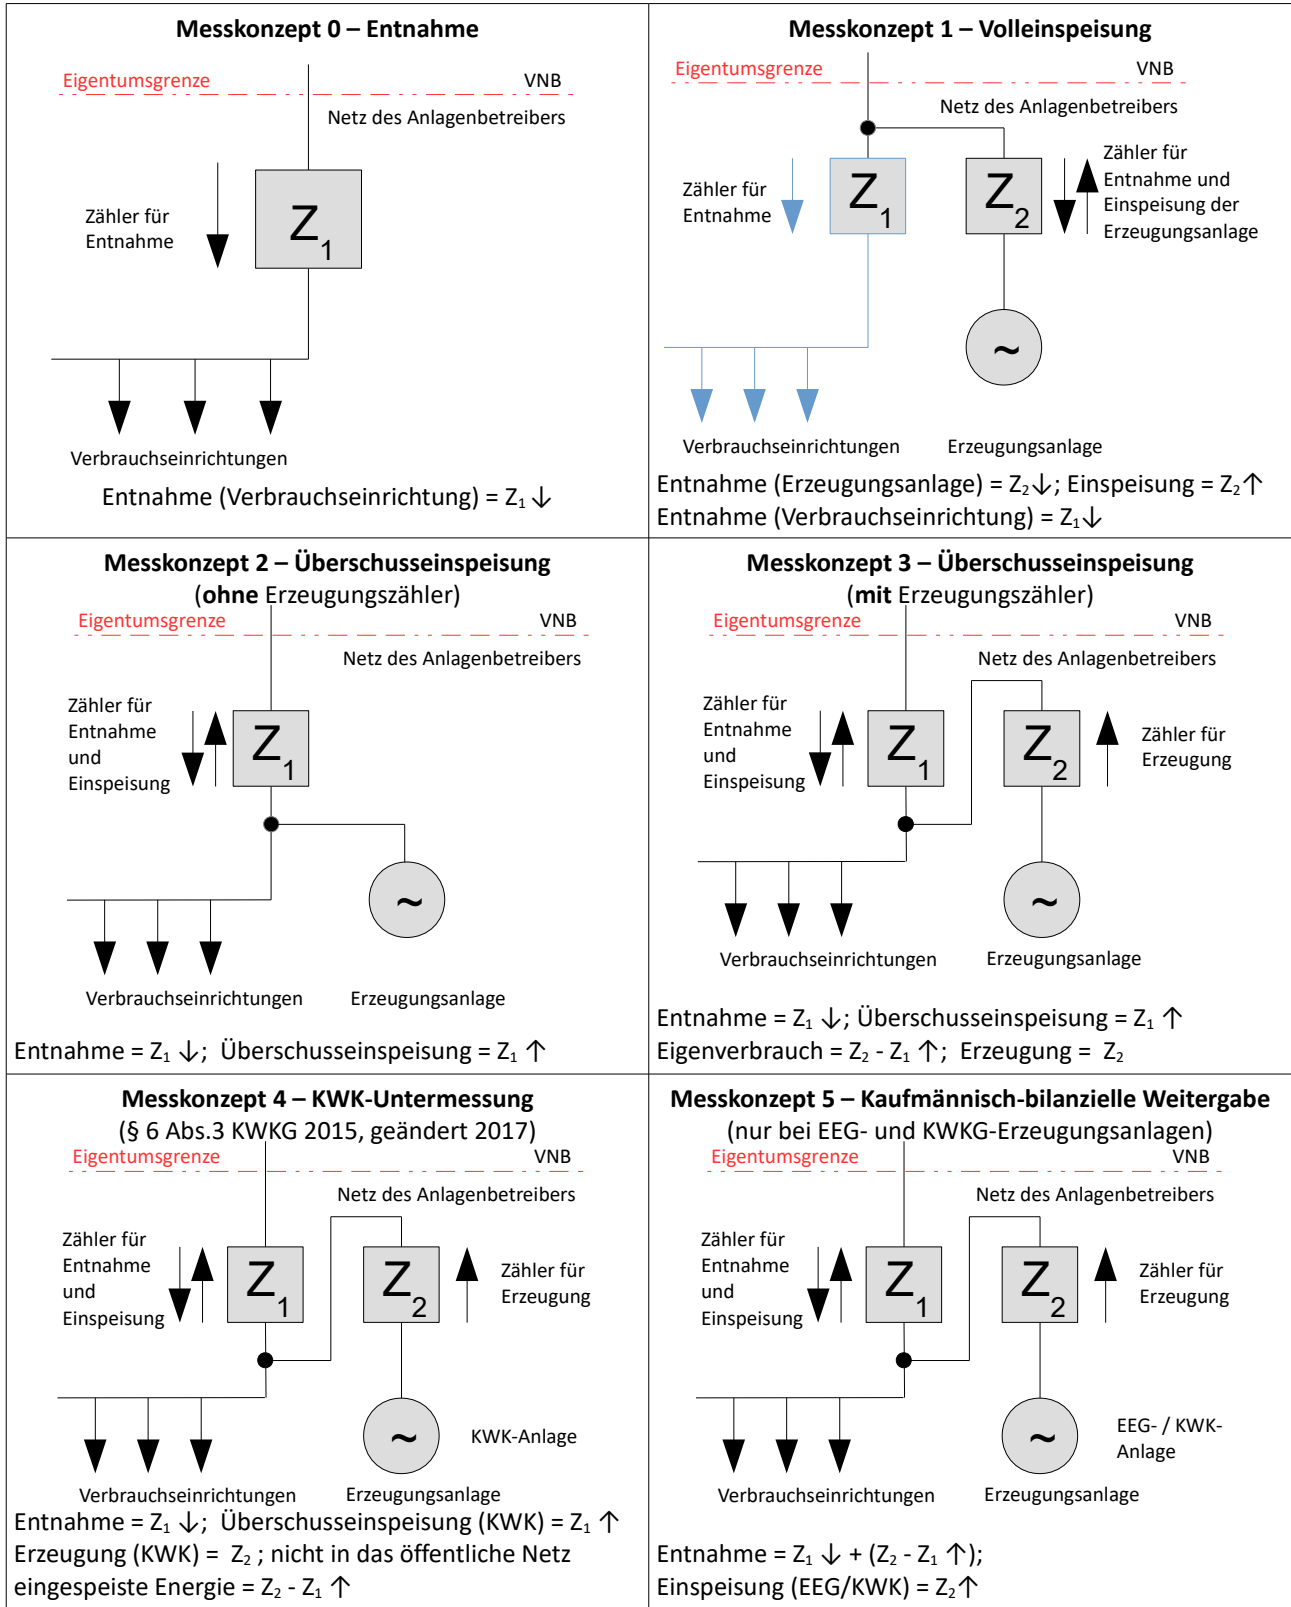 Messkonzept 0 – Entnahme
Eigentumsgrenze
VNB
Netz des Anlagenbetreibers
Zähler für
Entnahme
Z1
Verbrauchseinrichtungen
Entnahme (Verbrauchseinrichtung) = Z1 ↓
Messkonzept 1 – Volleinspeisung
Eigentumsgrenze
VNB
Netz des Anlagenbetreibers
Zähler für
Entnahme
Z1
Z2
Zähler für
Entnahme und
Einspeisung der
Erzeugungsanlage
~
Verbrauchseinrichtungen
Erzeugungsanlage
Entnahme (Erzeugungsanlage) = Z2↓; Einspeisung = Z2↑
Entnahme (Verbrauchseinrichtung) = Z1↓
Messkonzept 2 – Überschusseinspeisung
(ohne Erzeugungszähler)
Eigentumsgrenze
VNB
Netz des Anlagenbetreibers
Zähler für
Entnahme
und
Einspeisung
Z1
~
Verbrauchseinrichtungen
Erzeugungsanlage
Entnahme = Z1 ↓; Überschusseinspeisung = Z1 ↑
Messkonzept 3 – Überschusseinspeisung
(mit Erzeugungszähler)
Eigentumsgrenze
VNB
Netz des Anlagenbetreibers
Zähler für
Entnahme
und
Einspeisung
Z1
Z2
Zähler für
Erzeugung
~
Verbrauchseinrichtungen
Erzeugungsanlage
Entnahme = Z1 ↓; Überschusseinspeisung = Z1 ↑
Eigenverbrauch = Z2 - Z1 ↑; Erzeugung = Z2
Messkonzept 4 – KWK-Untermessung
(§ 6 Abs.3 KWKG 2015, geändert 2017)
Eigentumsgrenze
VNB
Netz des Anlagenbetreibers
Zähler für
Entnahme
und
Einspeisung
Z1
Z2
Zähler für
Erzeugung
~
KWK-Anlage
Verbrauchseinrichtungen
Erzeugungsanlage
Entnahme = Z1 ↓; Überschusseinspeisung (KWK) = Z1 ↑
Erzeugung (KWK) = Z2 ; nicht in das öffentliche Netz
eingespeiste Energie = Z2 - Z1 ↑
Messkonzept 5 – Kaufmännisch-bilanzielle Weitergabe
(nur bei EEG- und KWKG-Erzeugungsanlagen)
Eigentumsgrenze
VNB
Netz des Anlagenbetreibers
Zähler für
Entnahme
und
Einspeisung
Z1
Z2
Zähler für
Erzeugung
~
EEG- / KWK-
Anlage
Verbrauchseinrichtungen
Erzeugungsanlage
Entnahme = Z1 ↓ + (Z2 - Z1 ↑);
Einspeisung (EEG/KWK) = Z2↑